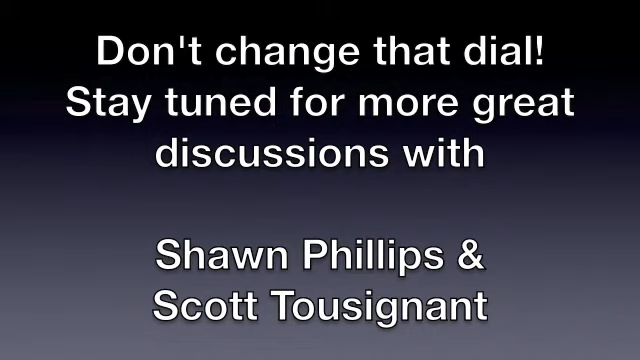 Don't change that dial!
Stay tuned for more great
discussions with
Shawn Phillips &
Scott Tousignant